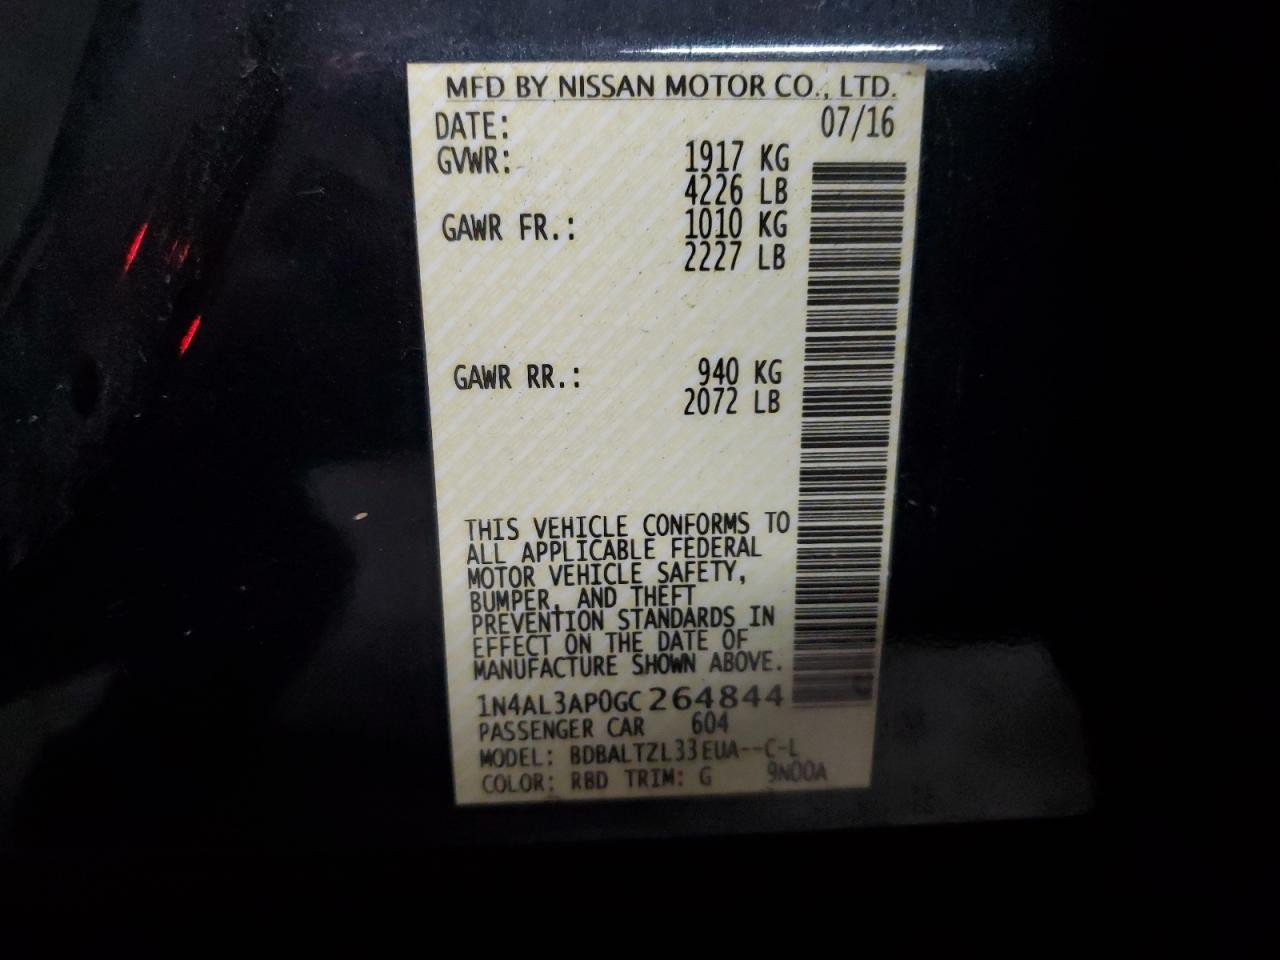 MFD BY NISSAN MOTOR CO., LTD.
DATE: 07/16
GVWR: 1917 KG
4226 LB
GAWR FR.: 1010 KG
2227 LB
GAWR RR.: 940 KG
2072 LB
THIS VEHICLE CONFORMS TO
ALL APPLICABLE FEDERAL
MOTOR VEHICLE SAFETY,
BUMPER, AND THEFT
PREVENTION STANDARDS IN
EFFECT ON THE DATE OF
MANUFACTURE SHOWN ABOVE.
1N4AL3AP0GC264844
PASSENGER CAR 604
MODEL: BDBALTZL33EUA--C-L
COLOR: RBD TRIM: G 9N00A